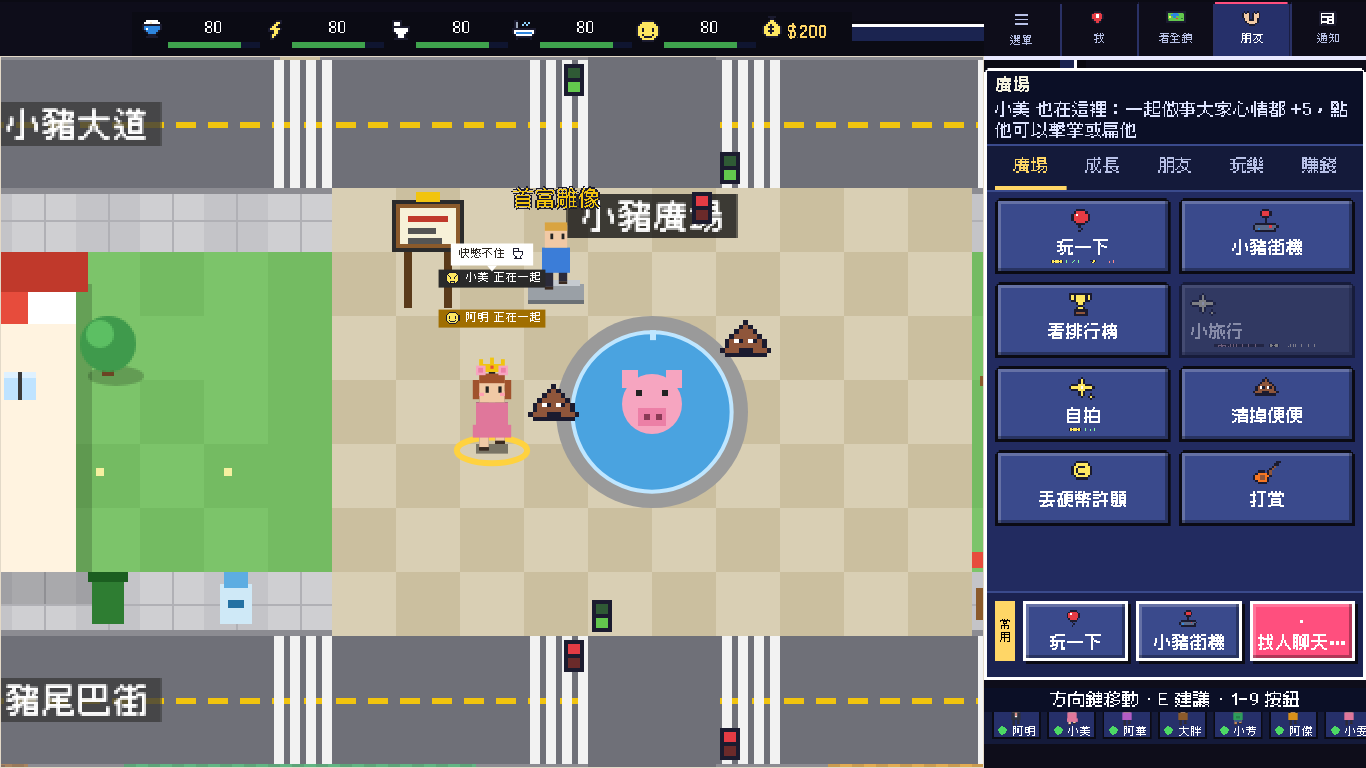 80
80
80
80
80
$200
選單
我
看全鎮
朋友
通知
小豬大道
首富雕像
小豬廣場
快憋不住
小美 正在一起
阿明 正在一起
豬尾巴街
廣場
小美 也在這裡：一起做事大家心情都 +5，點
他可以擊掌或扁他
廣場
成長
朋友
玩樂
賺錢
玩一下
小豬街機
看排行榜
小旅行
自拍
清掉便便
丟硬幣許願
打賞
常用
玩一下
小豬街機
找人聊天…
方向鍵移動 · E 建議 · 1-9 按鈕
阿明
小美
阿華
大胖
小芳
阿傑